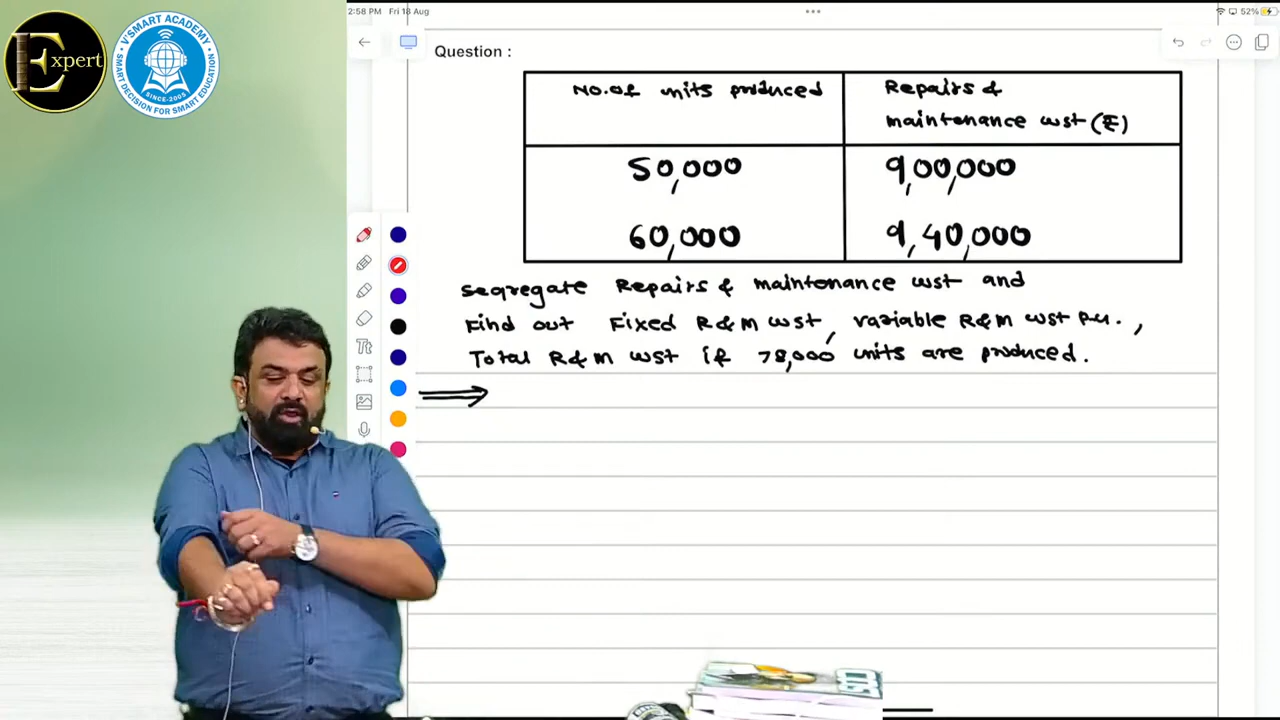 2:58 PM Fri 18 Aug
52%
Expert
V'SMART ACADEMY
SINCE-2005
SMART DECISION FOR SMART EDUCATION
Question :
No. of units produced
Repairs &
maintenance cost (₹)
50,000
9,00,000
60,000
9,40,000
Segregate Repairs & maintenance cost and
Find out Fixed R&M cost, variable R&M cost P.u.,
Total R&M cost if 78,000 units are produced.
Tt